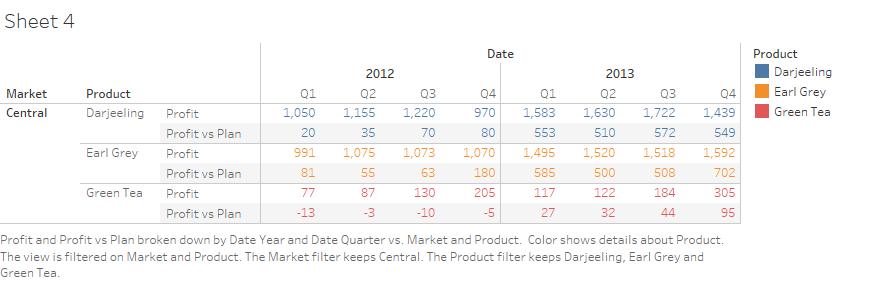 Sheet 4
Date Product
2012 2013 Darjeeling
Market Product Q1 Q2 Q3 Q4 Q1 Q2 Q3 Q4 Earl Grey
Central Darjeeling Profit 1,050 1,155 1,220 970 1,583 1,630 1,722 1,439 Green Tea
Profit vs Plan 20 35 70 80 553 510 572 549
Earl Grey Profit 991 1,075 1,073 1,070 1,495 1,520 1,518 1,592
Profit vs Plan 81 55 63 180 585 500 508 702
Green Tea Profit 77 87 130 205 117 122 184 305
Profit vs Plan -13 -3 -10 -5 27 32 44 95
Profit and Profit vs Plan broken down by Date Year and Date Quarter vs. Market and Product. Color shows details about Product.
The view is filtered on Market and Product. The Market filter keeps Central. The Product filter keeps Darjeeling, Earl Grey and
Green Tea.